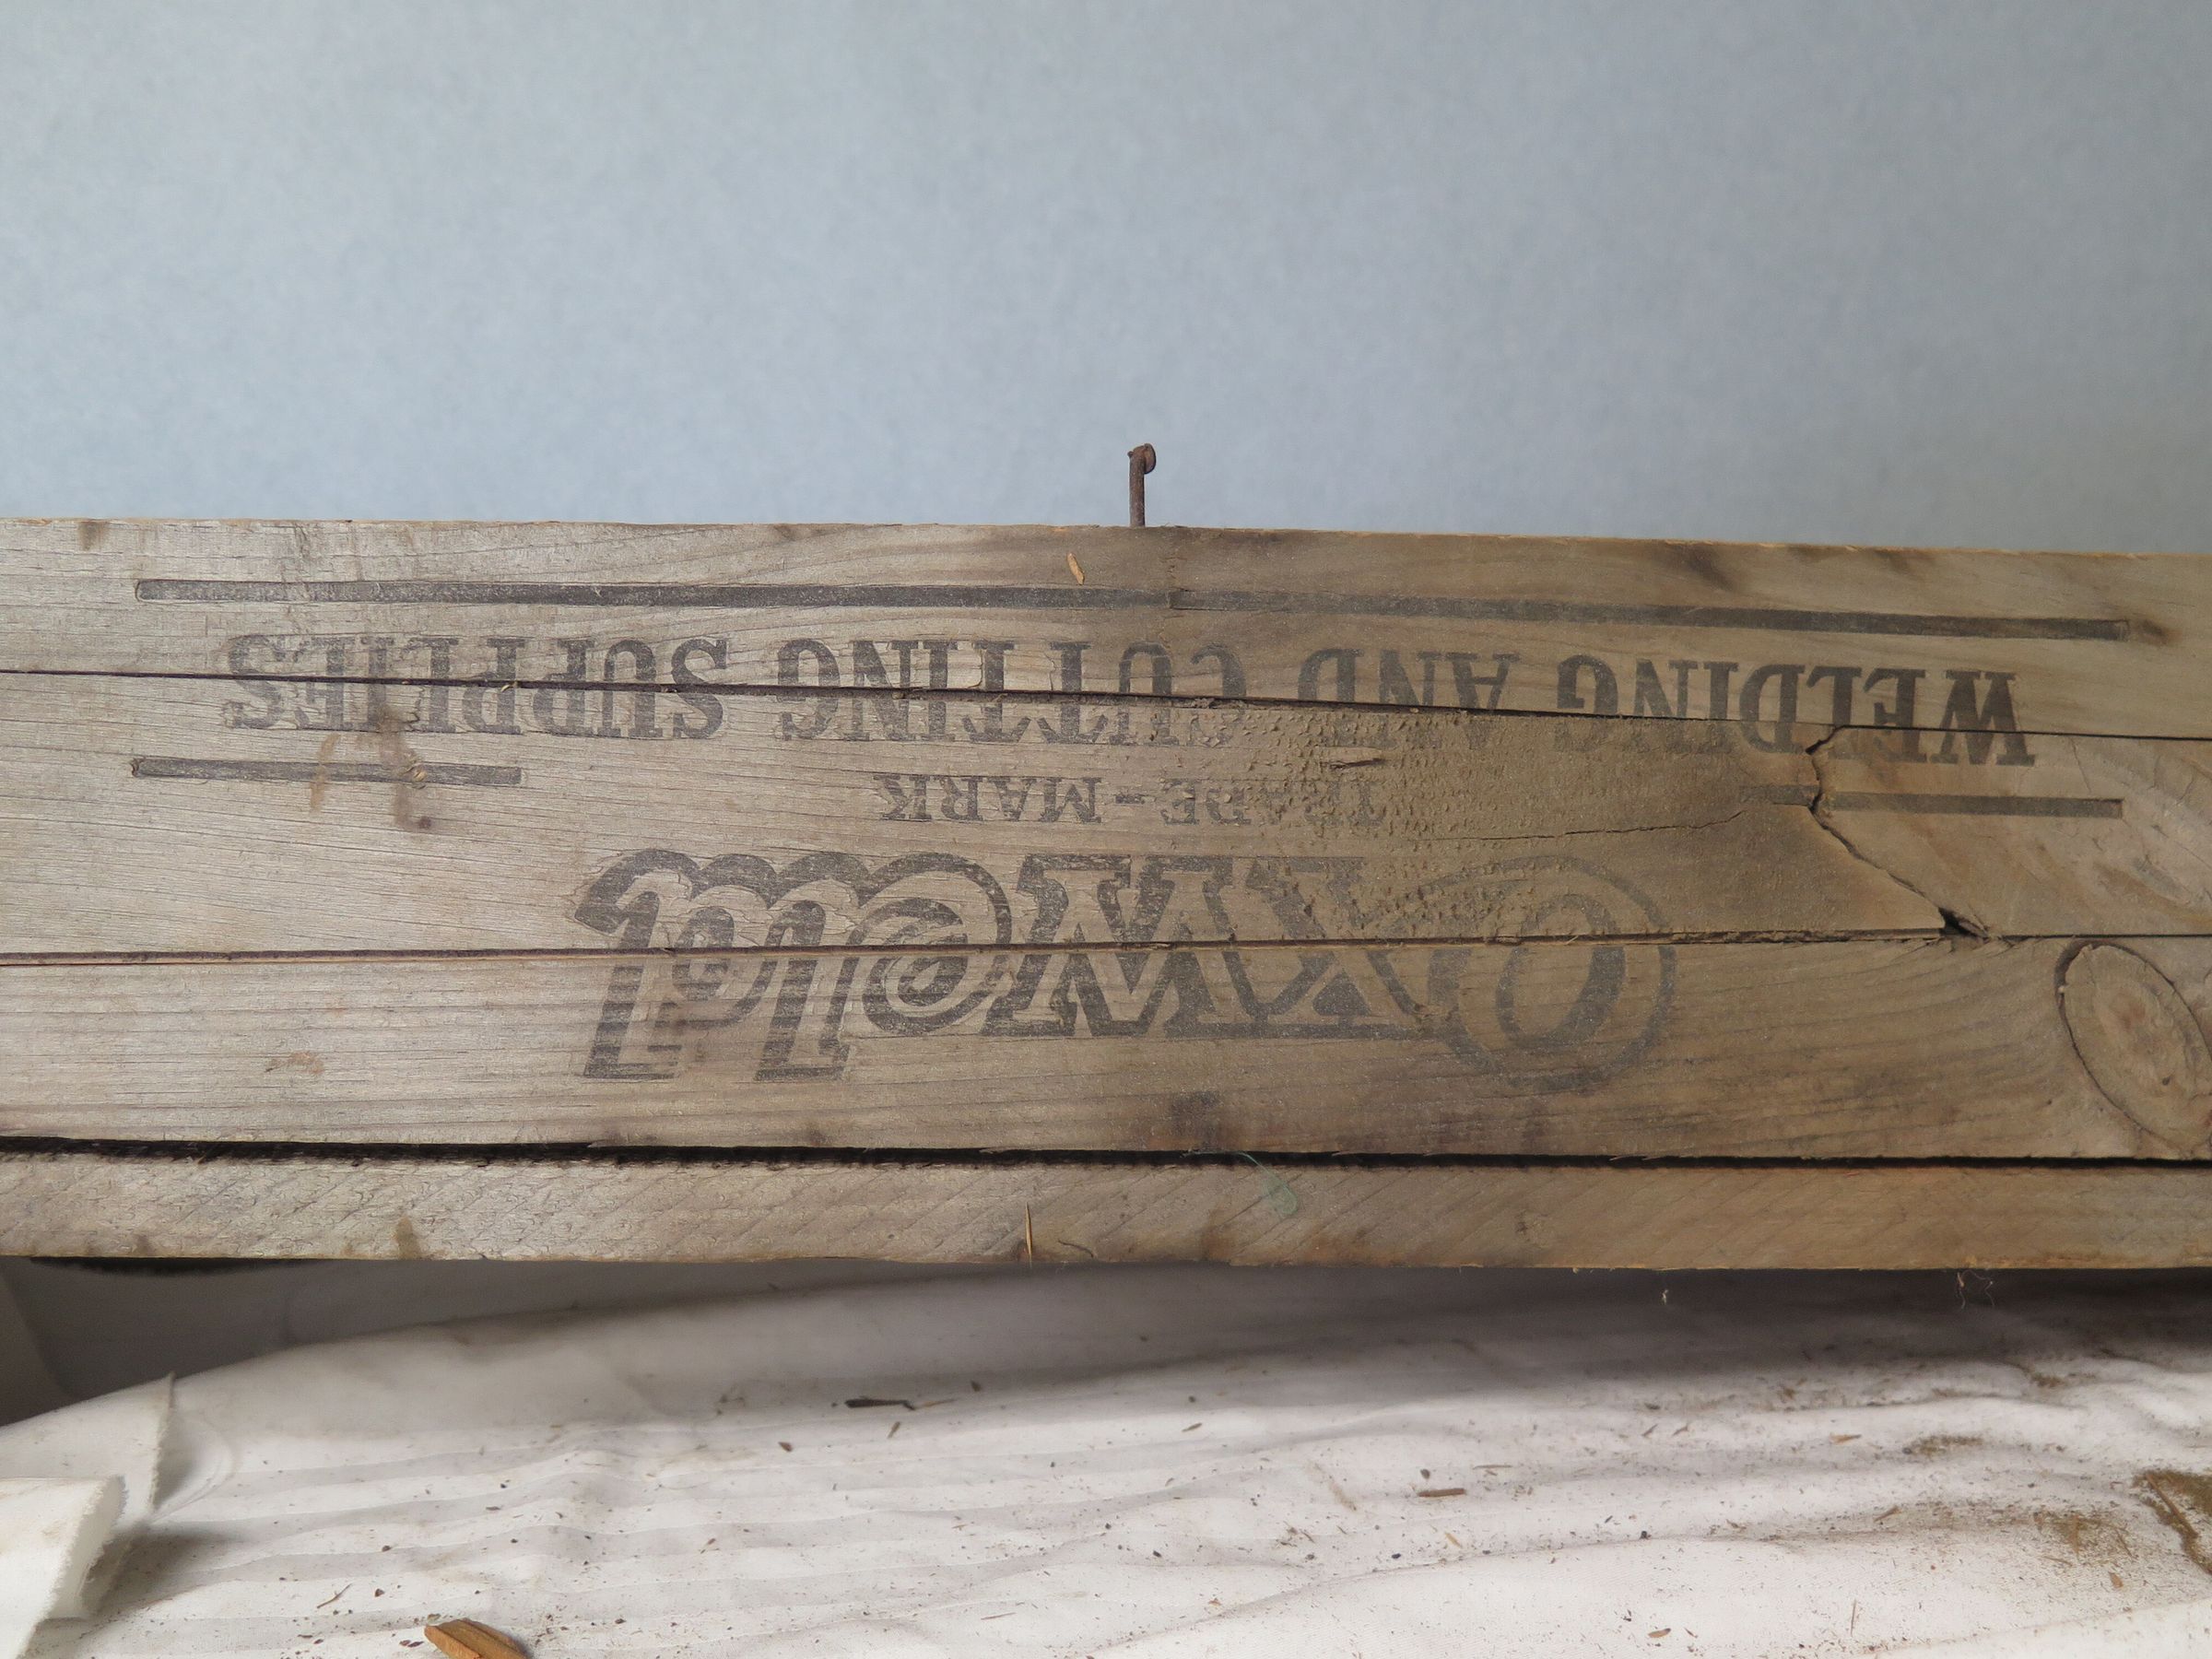 OXWeld
TRADE-MARK
WELDING AND CUTTING SUPPLIES